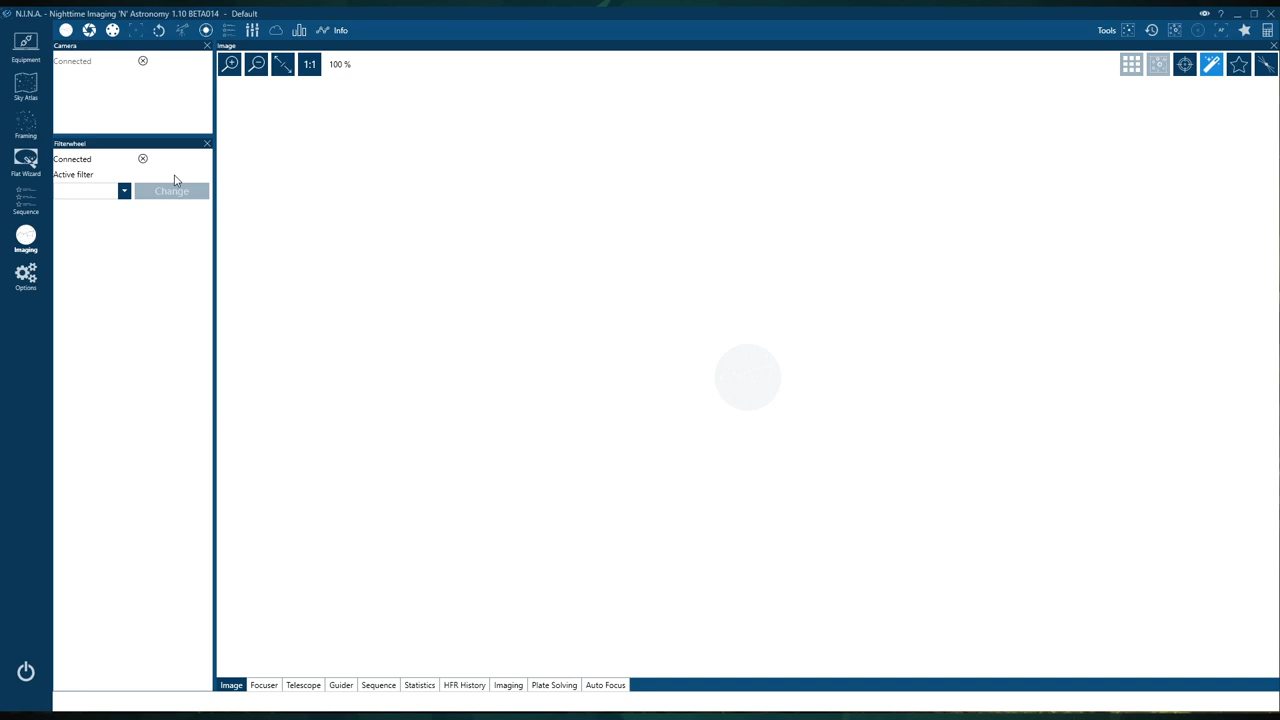 N.I.N.A. - Nighttime Imaging 'N' Astronomy 1.10 BETA014 - Default
?
Info
Tools
AF
Equipment
Sky Atlas
Framing
Flat Wizard
Sequence
Imaging
Options
Camera
Connected
Filterwheel
Connected
Active filter
Change
Image
1:1
100 %
Image
Focuser
Telescope
Guider
Sequence
Statistics
HFR History
Imaging
Plate Solving
Auto Focus